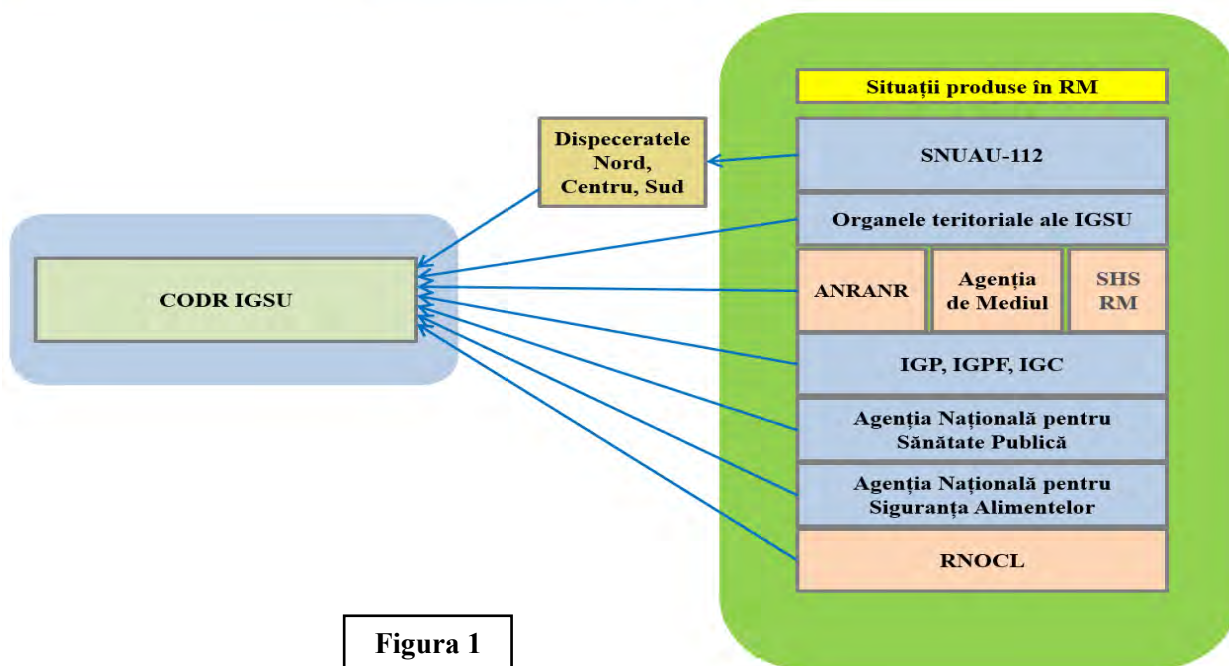 Situații produse în RM
Dispeceratele
Nord,
Centru, Sud
SNUAU-112
Organele teritoriale ale IGSU
CODR IGSU
ANRANR
Agenția
de Mediul
SHS
RM
IGP, IGPF, IGC
Agenția Națională pentru
Sănătate Publică
Agenția Națională pentru
Siguranța Alimentelor
RNOCL
Figura 1